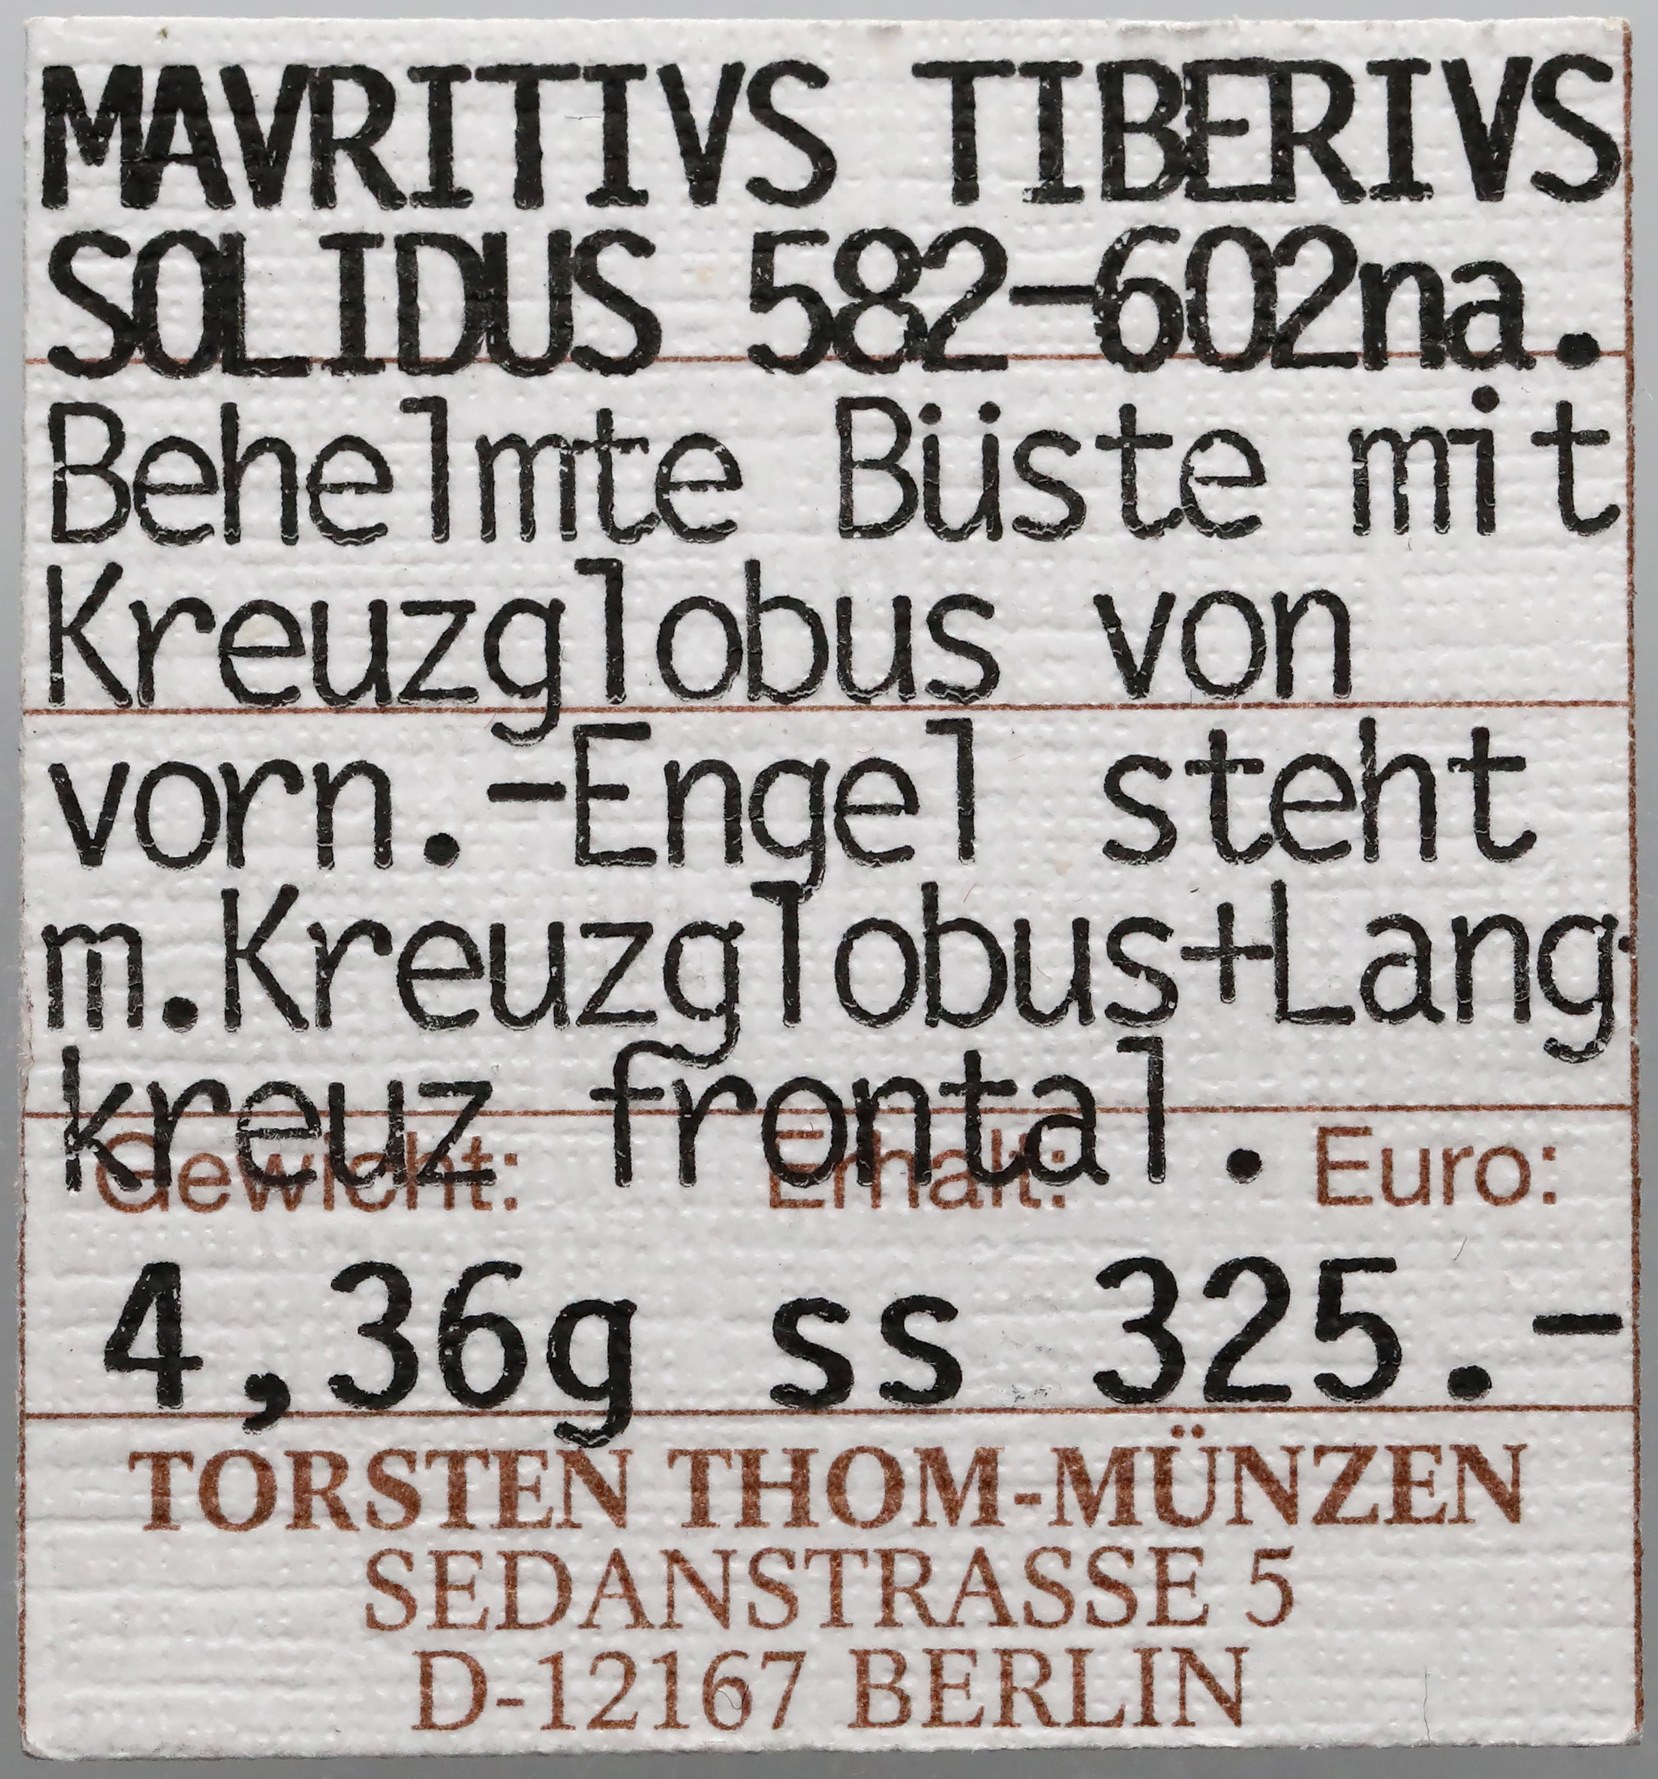 MAVRITIVS TIBERIVS
SOLIDUS 582-602na.
Behelmte Büste mit
Kreuzglobus von
vorn.-Engel steht
m.Kreuzglobus+Lang-
kreuz frontal.
Gewicht: Erhalt: Euro:
4,36g ss 325.-
TORSTEN THOM-MÜNZEN
SEDANSTRASSE 5
D-12167 BERLIN